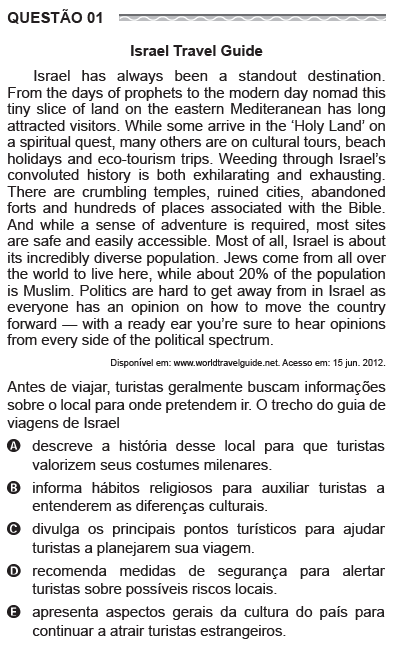 QUESTÃO 01
Israel Travel Guide
Israel has always been a standout destination.
From the days of prophets to the modern day nomad this
tiny slice of land on the eastern Mediteranean has long
attracted visitors. While some arrive in the ‘Holy Land’ on
a spiritual quest, many others are on cultural tours, beach
holidays and eco-tourism trips. Weeding through Israel’s
convoluted history is both exhilarating and exhausting.
There are crumbling temples, ruined cities, abandoned
forts and hundreds of places associated with the Bible.
And while a sense of adventure is required, most sites
are safe and easily accessible. Most of all, Israel is about
its incredibly diverse population. Jews come from all over
the world to live here, while about 20% of the population
is Muslim. Politics are hard to get away from in Israel as
everyone has an opinion on how to move the country
forward — with a ready ear you’re sure to hear opinions
from every side of the political spectrum.
Disponível em: www.worldtravelguide.net. Acesso em: 15 jun. 2012.
Antes de viajar, turistas geralmente buscam informações
sobre o local para onde pretendem ir. O trecho do guia de
viagens de Israel
A descreve a história desse local para que turistas
valorizem seus costumes milenares.
B informa hábitos religiosos para auxiliar turistas a
entenderem as diferenças culturais.
C divulga os principais pontos turísticos para ajudar
turistas a planejarem sua viagem.
D recomenda medidas de segurança para alertar
turistas sobre possíveis riscos locais.
E apresenta aspectos gerais da cultura do país para
continuar a atrair turistas estrangeiros.